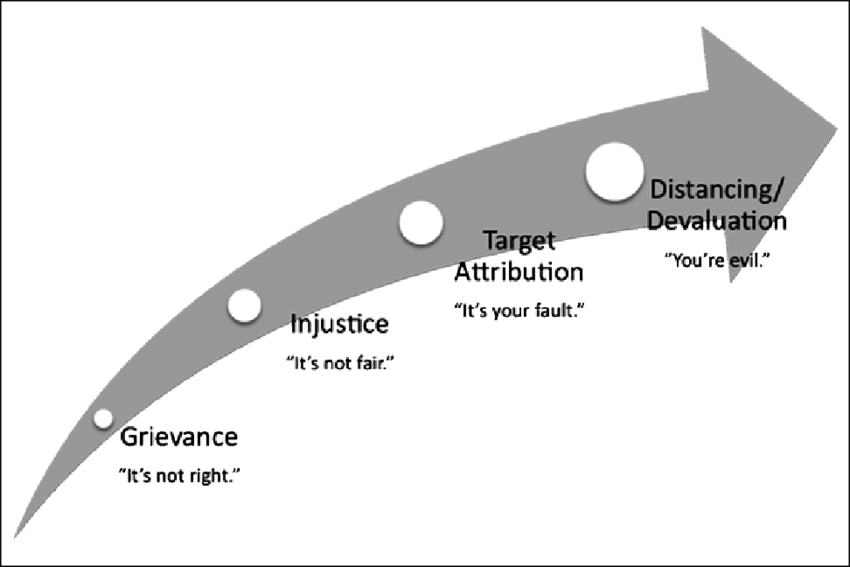 Grievance
“It’s not right.”
Injustice
“It’s not fair.”
Target
Attribution
“It’s your fault.”
Distancing/
Devaluation
“You’re evil.”